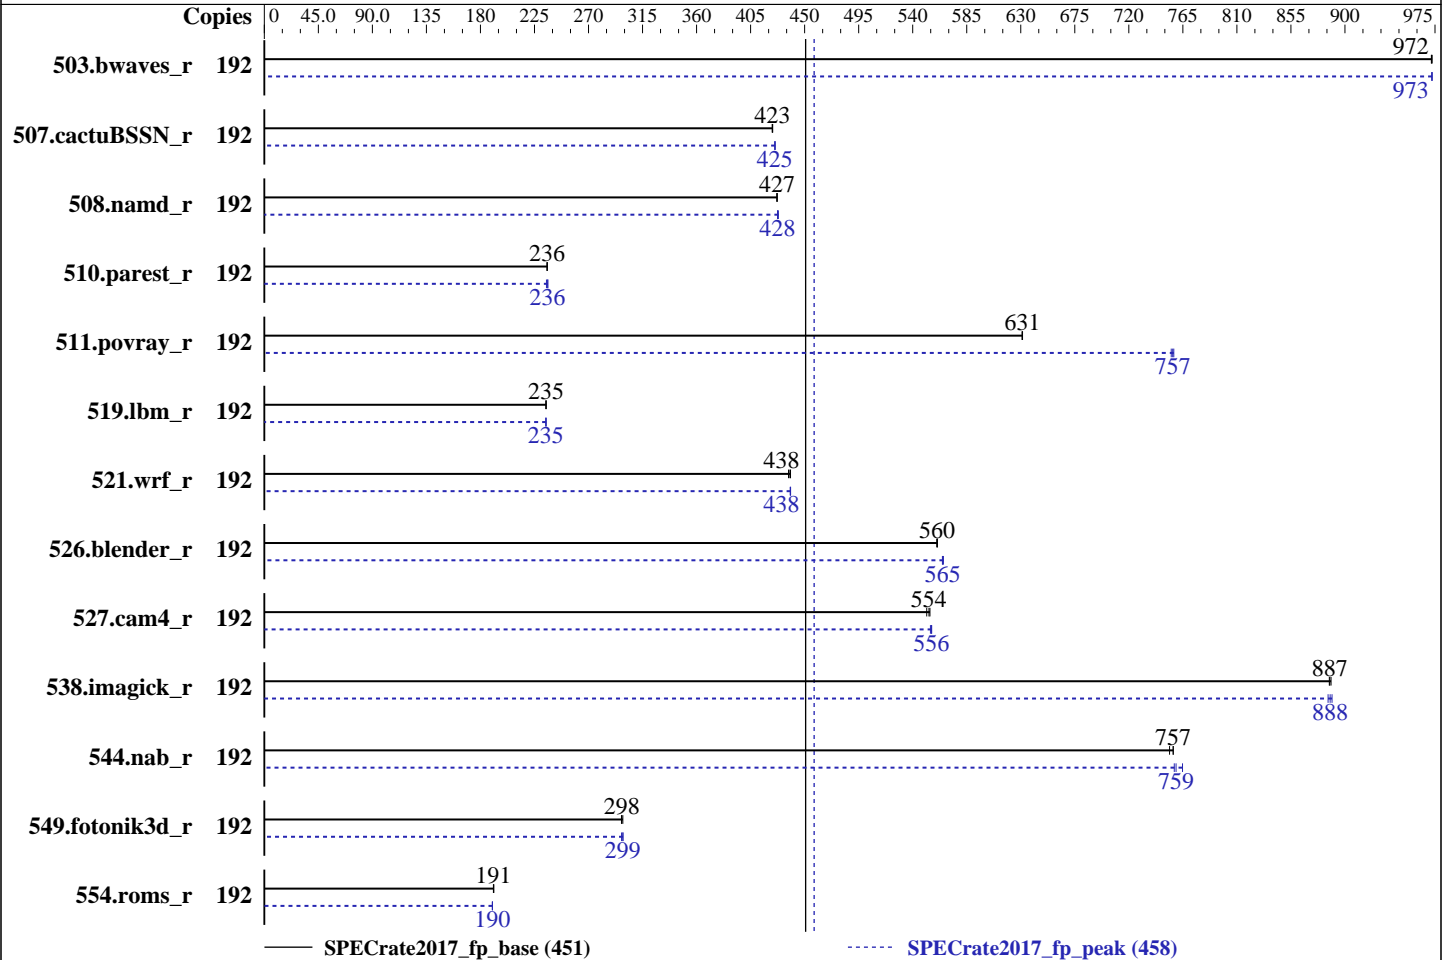 Copies 0 45.0 90.0 135 180 225 270 315 360 405 450 495 540 585 630 675 720 765 810 855 900 975
503.bwaves_r 192 972
973
507.cactuBSSN_r 192 423
425
508.namd_r 192 427
428
510.parest_r 192 236
236
511.povray_r 192 631
757
519.lbm_r 192 235
235
521.wrf_r 192 438
438
526.blender_r 192 560
565
527.cam4_r 192 554
556
538.imagick_r 192 887
888
544.nab_r 192 757
759
549.fotonik3d_r 192 298
299
554.roms_r 192 191
190
SPECrate2017_fp_base (451) SPECrate2017_fp_peak (458)